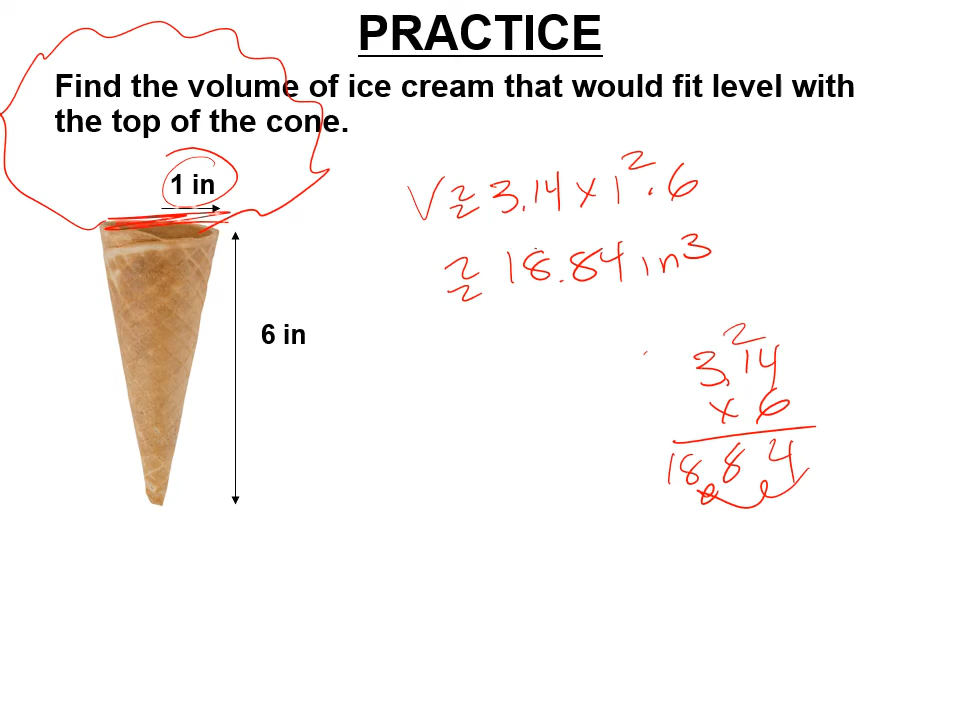 PRACTICE
Find the volume of ice cream that would fit level with
the top of the cone.
1 in
V ≈ 3.14 x 1² · 6
≈ 18.84 in³
6 in
2
3.14
x 6
18.84